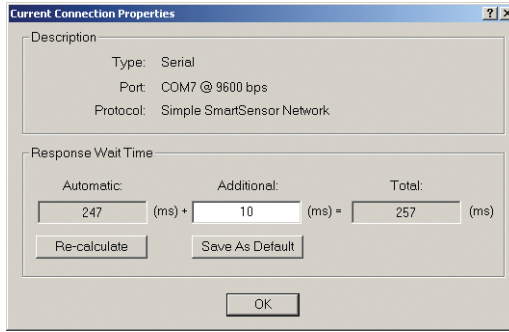 Current Connection Properties ? ×
Description
Type: Serial
Port: COM7 @ 9600 bps
Protocol: Simple SmartSensor Network
Response Wait Time
Automatic: Additional: Total:
247 (ms) + 10 (ms) = 257 (ms)
Re-calculate Save As Default
OK